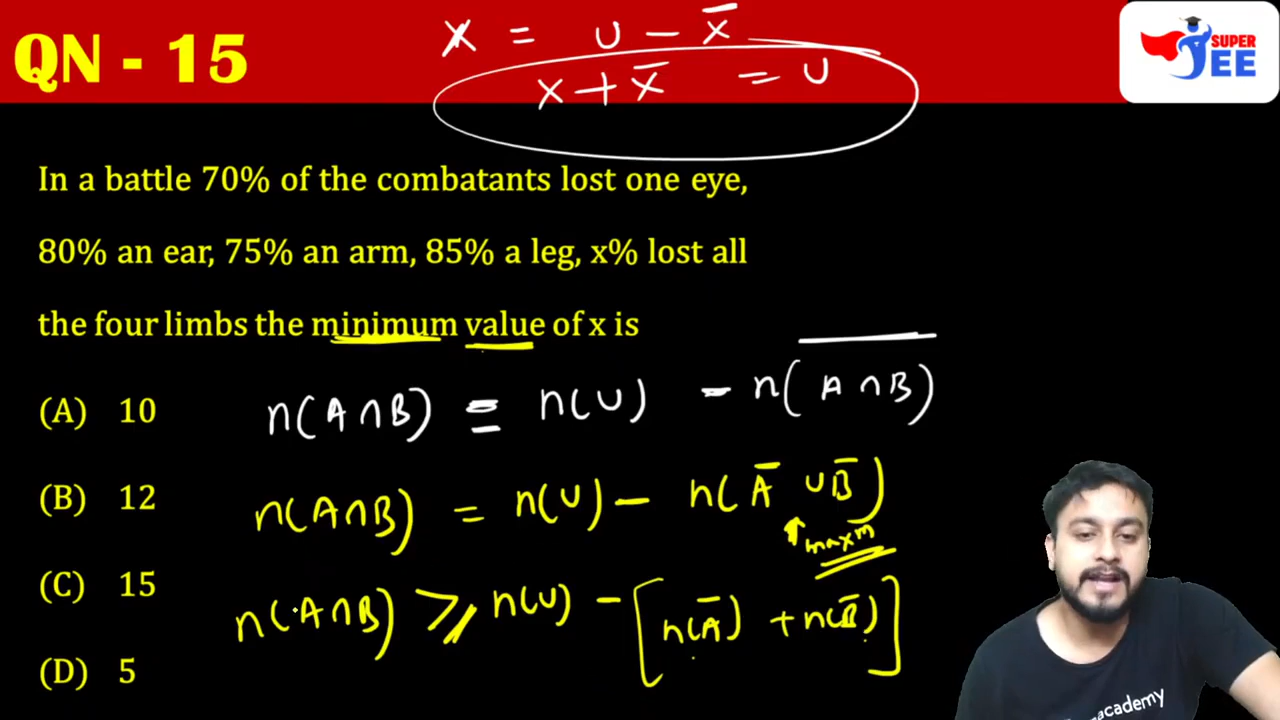 QN - 15
x = U - x̅
x + x̅ = U
SUPER
JEE
In a battle 70% of the combatants lost one eye,
80% an ear, 75% an arm, 85% a leg, x% lost all
the four limbs the minimum value of x is
(A) 10
n(A∩B) = n(U) - n(A̅ ̅∩̅ ̅B̅)
(B) 12
n(A∩B) = n(U) - n(A̅ ∪ B̅)
maxm
(C) 15
n(A∩B) ⩾ n(U) - [n(A̅) + n(B̅)]
(D) 5
academy